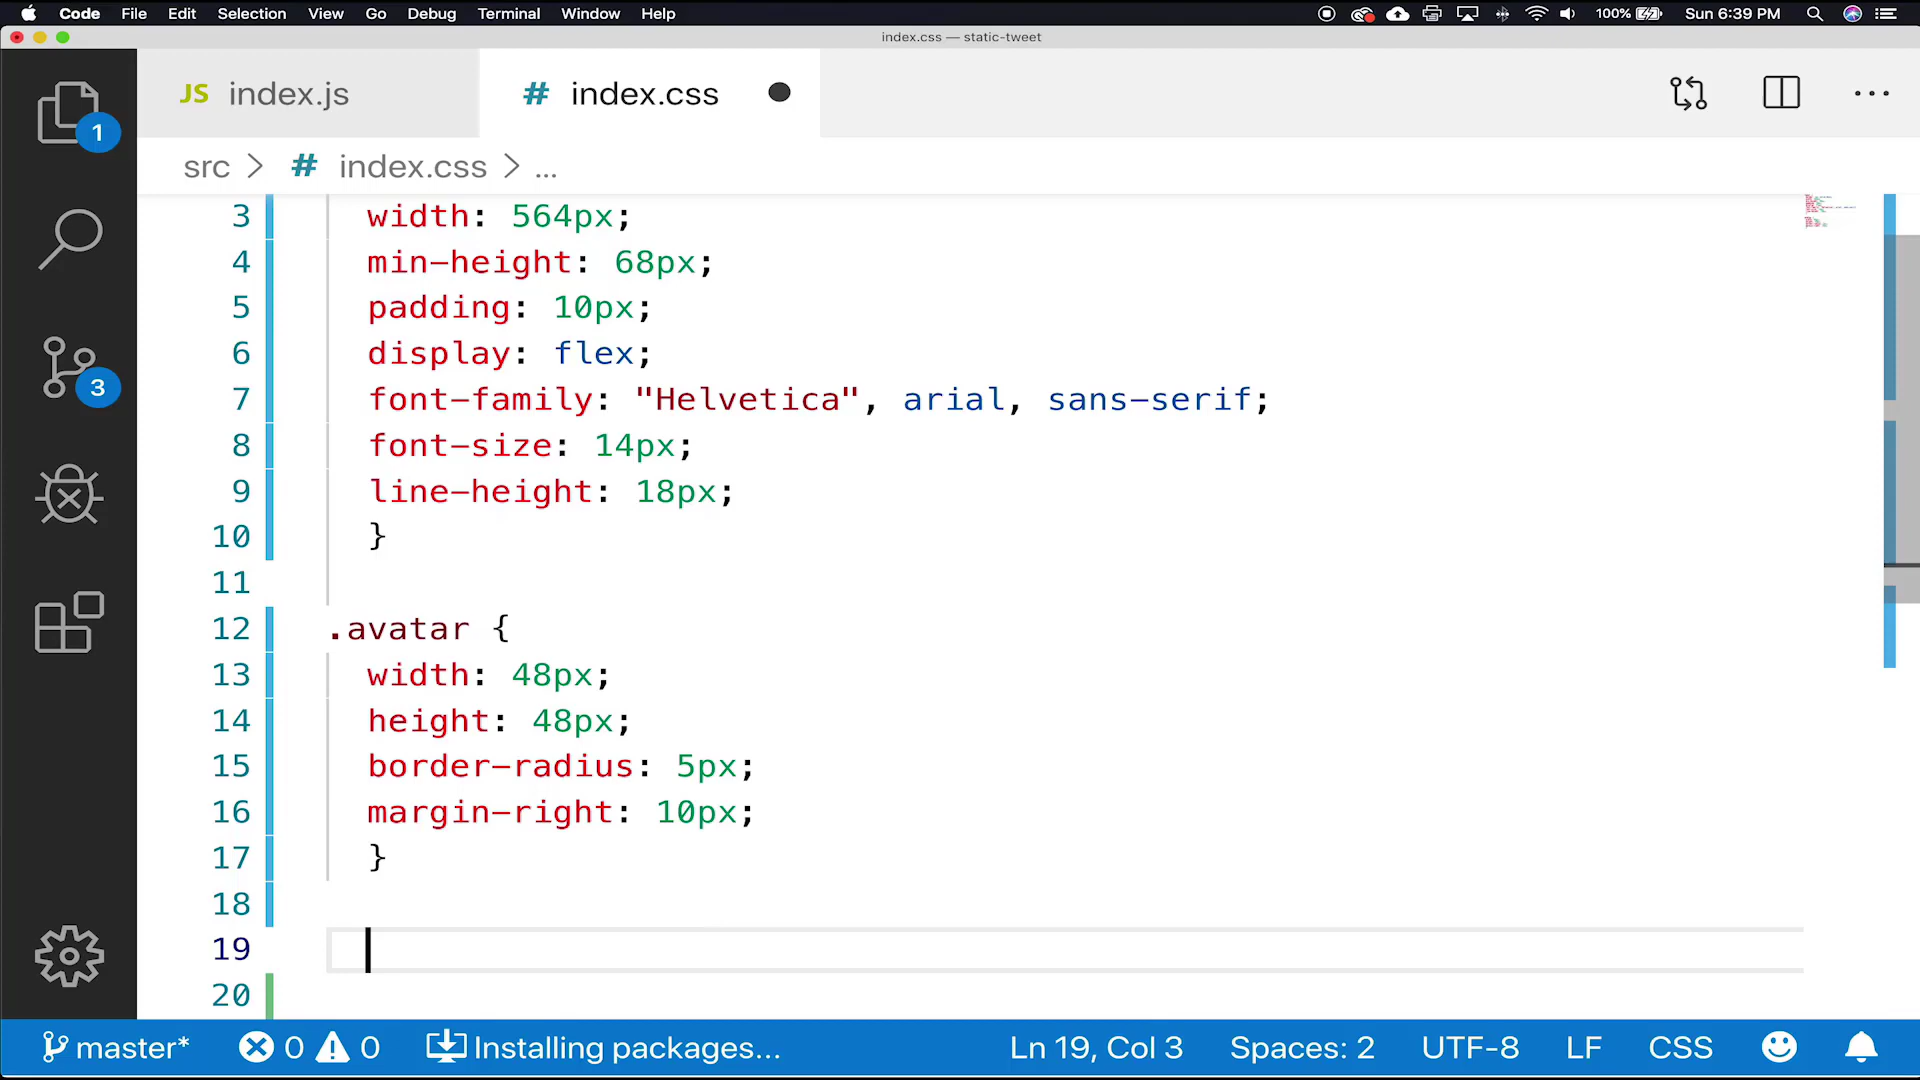 Code File Edit Selection View Go Debug Terminal Window Help 100% Sun 6:39 PM
index.css — static-tweet
JS index.js # index.css
src > # index.css > ...
1
3
3 width: 564px;
4 min-height: 68px;
5 padding: 10px;
6 display: flex;
7 font-family: "Helvetica", arial, sans-serif;
8 font-size: 14px;
9 line-height: 18px;
10 }
11
12 .avatar {
13 width: 48px;
14 height: 48px;
15 border-radius: 5px;
16 margin-right: 10px;
17 }
18
19
20
master* 0 0 Installing packages... Ln 19, Col 3 Spaces: 2 UTF-8 LF CSS